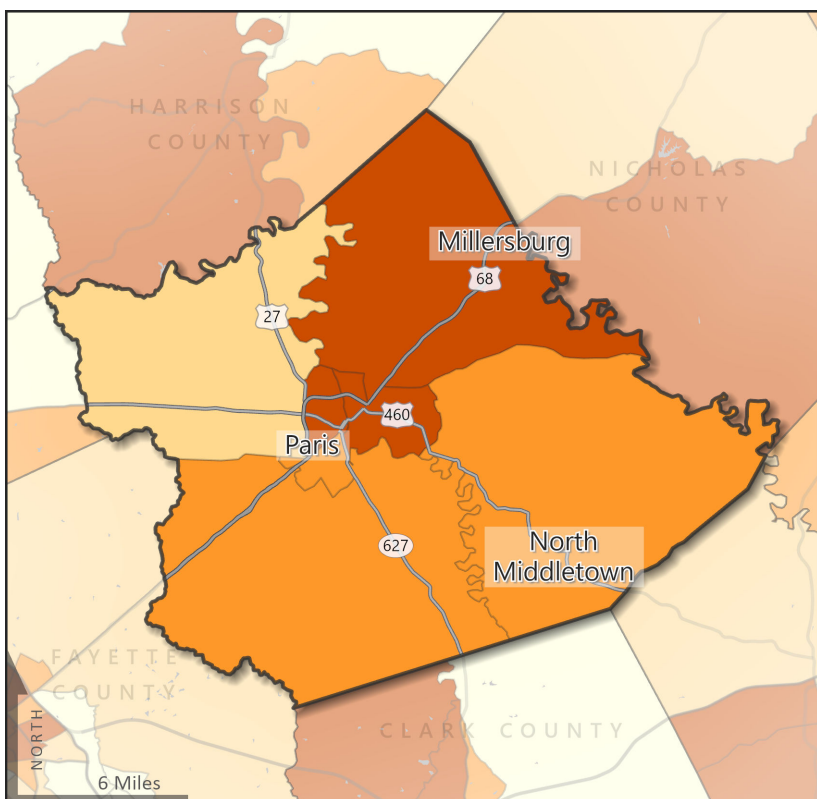 HARRISON
COUNTY
NICHOLAS
COUNTY
Millersburg
68
27
460
Paris
627
North
Middletown
FAYETTE
COUNTY
CLARK COUNTY
NORTH
6 Miles